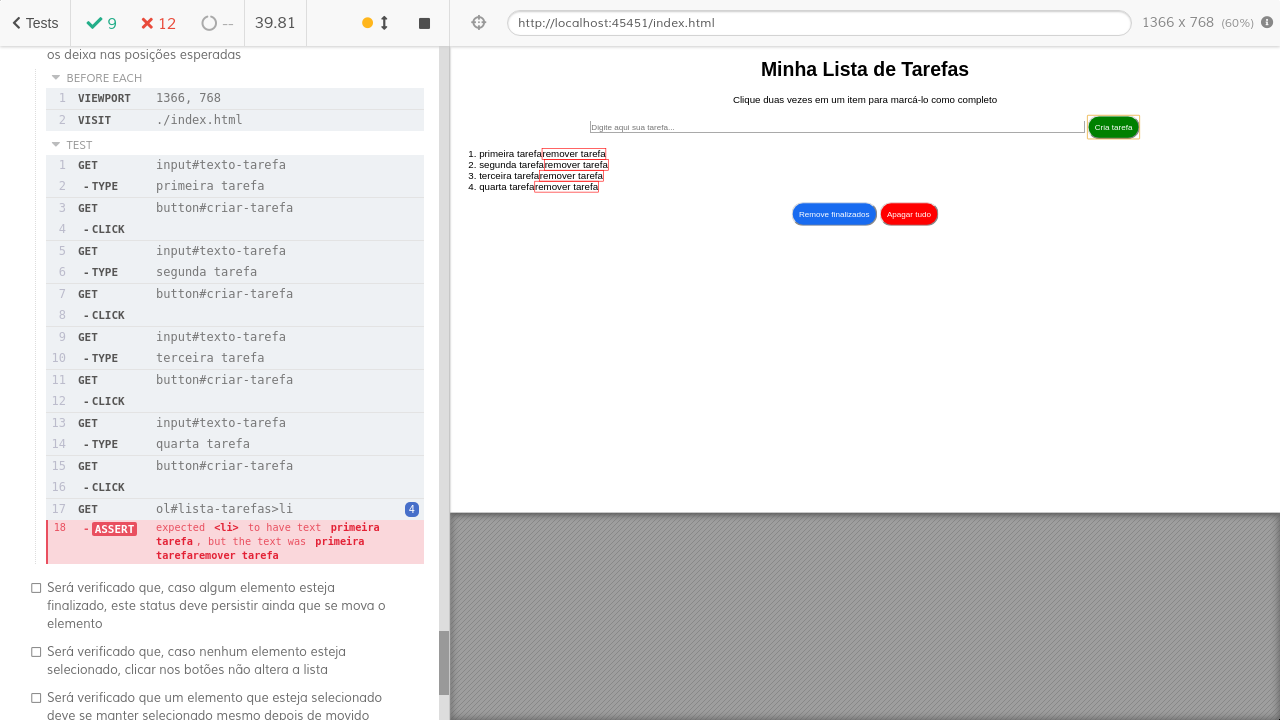 Tests 9 12 -- 39.81
http://localhost:45451/index.html 1366 x 768 (60%)
os deixa nas posições esperadas
BEFORE EACH
1 VIEWPORT 1366, 768
2 VISIT ./index.html
TEST
1 GET input#texto-tarefa
2 - TYPE primeira tarefa
3 GET button#criar-tarefa
4 - CLICK
5 GET input#texto-tarefa
6 - TYPE segunda tarefa
7 GET button#criar-tarefa
8 - CLICK
9 GET input#texto-tarefa
10 - TYPE terceira tarefa
11 GET button#criar-tarefa
12 - CLICK
13 GET input#texto-tarefa
14 - TYPE quarta tarefa
15 GET button#criar-tarefa
16 - CLICK
17 GET ol#lista-tarefas>li 4
18 - ASSERT expected <li> to have text primeira
tarefa , but the text was primeira
tarefaremover tarefa
Será verificado que, caso algum elemento esteja
finalizado, este status deve persistir ainda que se mova o
elemento
Será verificado que, caso nenhum elemento esteja
selecionado, clicar nos botões não altera a lista
Será verificado que um elemento que esteja selecionado
deve se manter selecionado mesmo depois de movido
Minha Lista de Tarefas
Clique duas vezes em um item para marcá-lo como completo
Digite aqui sua tarefa... Cria tarefa
1. primeira tarefaremover tarefa
2. segunda tarefaremover tarefa
3. terceira tarefaremover tarefa
4. quarta tarefaremover tarefa
Remove finalizados Apagar tudo